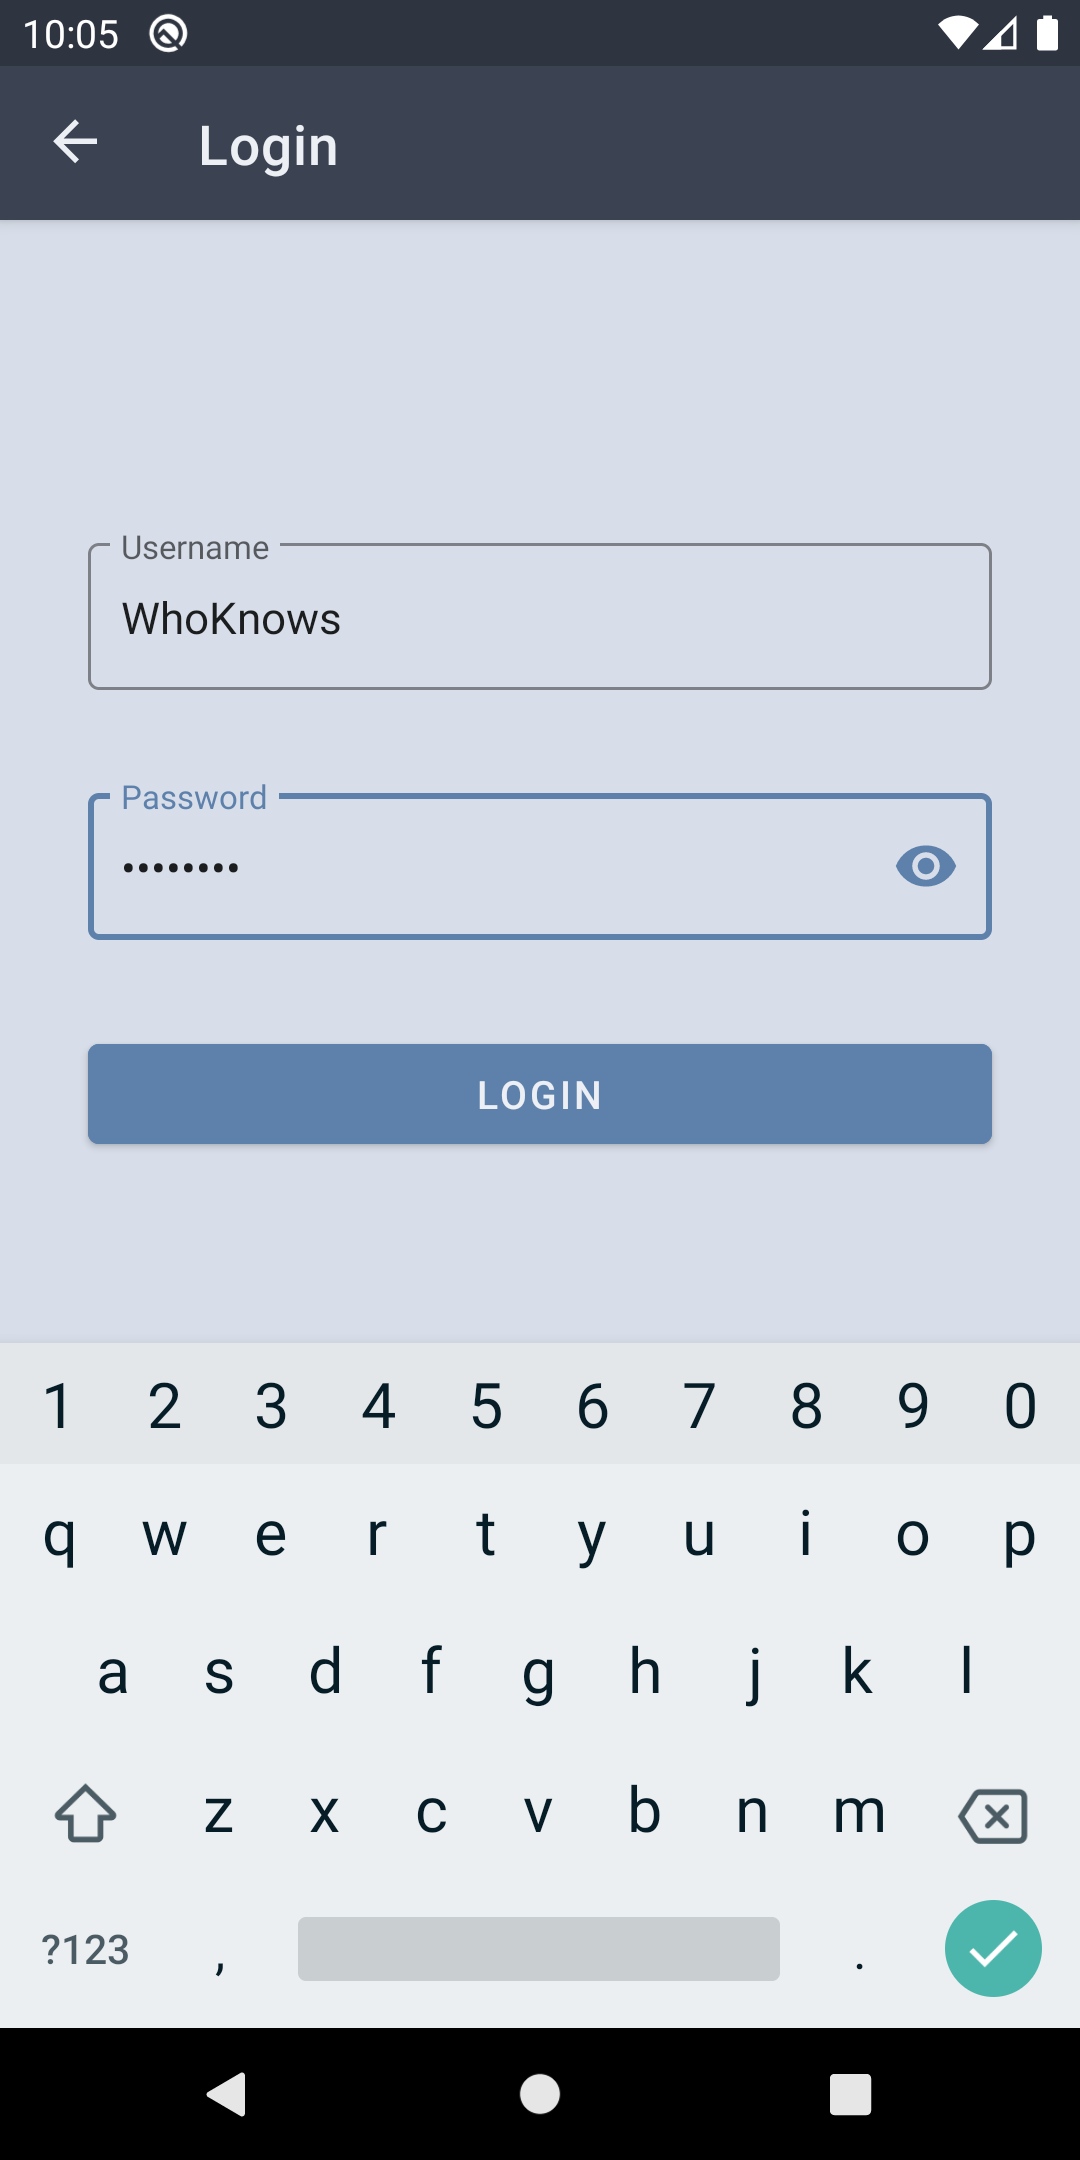 10:05
Login
Username
WhoKnows
Password
••••••••
LOGIN
1 2 3 4 5 6 7 8 9 0
q w e r t y u i o p
a s d f g h j k l
z x c v b n m
?123 , .